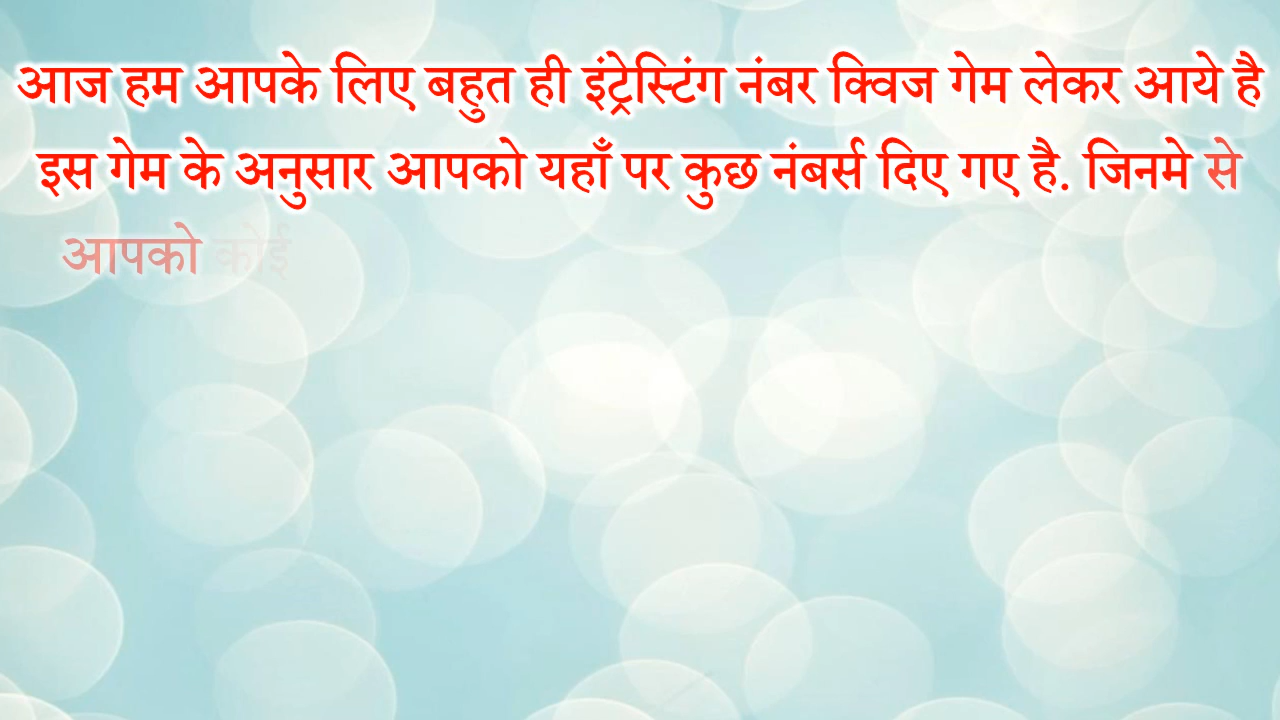 आज हम आपके लिए बहुत ही इंट्रेस्टिंग नंबर क्विज गेम लेकर आये है
इस गेम के अनुसार आपको यहाँ पर कुछ नंबर्स दिए गए है. जिनमे से
आपको कोई